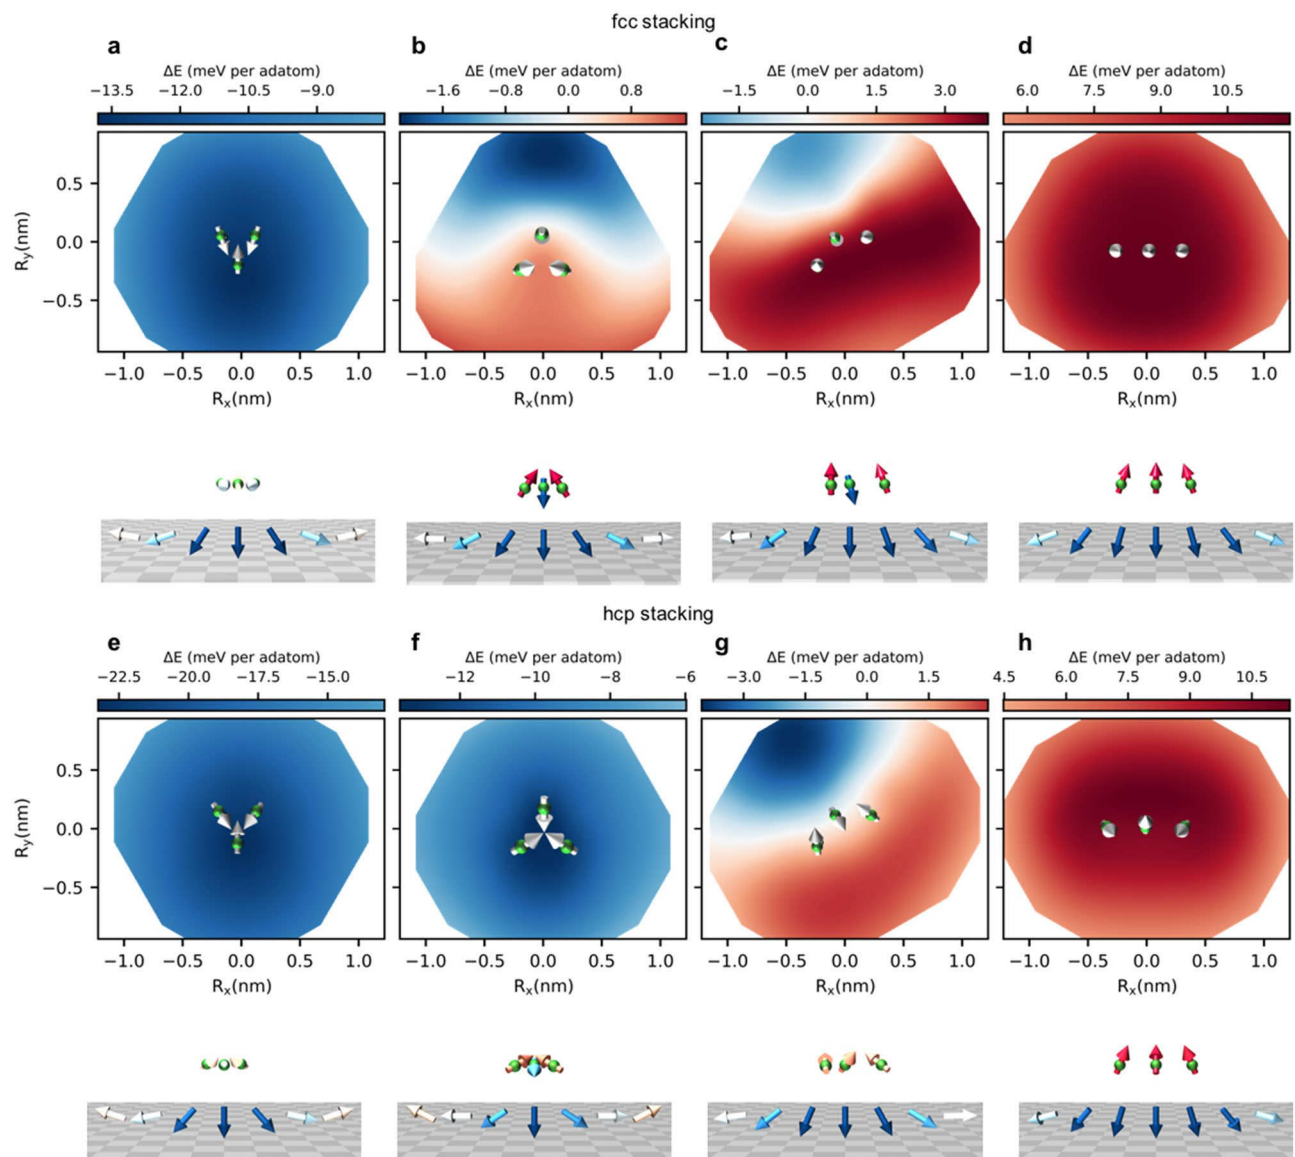 fcc stacking
a b c d
ΔE (meV per adatom) ΔE (meV per adatom) ΔE (meV per adatom) ΔE (meV per adatom)
−13.5 −12.0 −10.5 −9.0 −1.6 −0.8 0.0 0.8 −1.5 0.0 1.5 3.0 6.0 7.5 9.0 10.5
0.5
0.0
−0.5
Ry(nm)
−1.0 −0.5 0.0 0.5 1.0 −1.0 −0.5 0.0 0.5 1.0 −1.0 −0.5 0.0 0.5 1.0 −1.0 −0.5 0.0 0.5 1.0
Rx(nm) Rx(nm) Rx(nm) Rx(nm)
hcp stacking
e f g h
ΔE (meV per adatom) ΔE (meV per adatom) ΔE (meV per adatom) ΔE (meV per adatom)
−22.5 −20.0 −17.5 −15.0 −12 −10 −8 −6 −3.0 −1.5 0.0 1.5 4.5 6.0 7.5 9.0 10.5
0.5
0.0
−0.5
Ry(nm)
−1.0 −0.5 0.0 0.5 1.0 −1.0 −0.5 0.0 0.5 1.0 −1.0 −0.5 0.0 0.5 1.0 −1.0 −0.5 0.0 0.5 1.0
Rx(nm) Rx(nm) Rx(nm) Rx(nm)